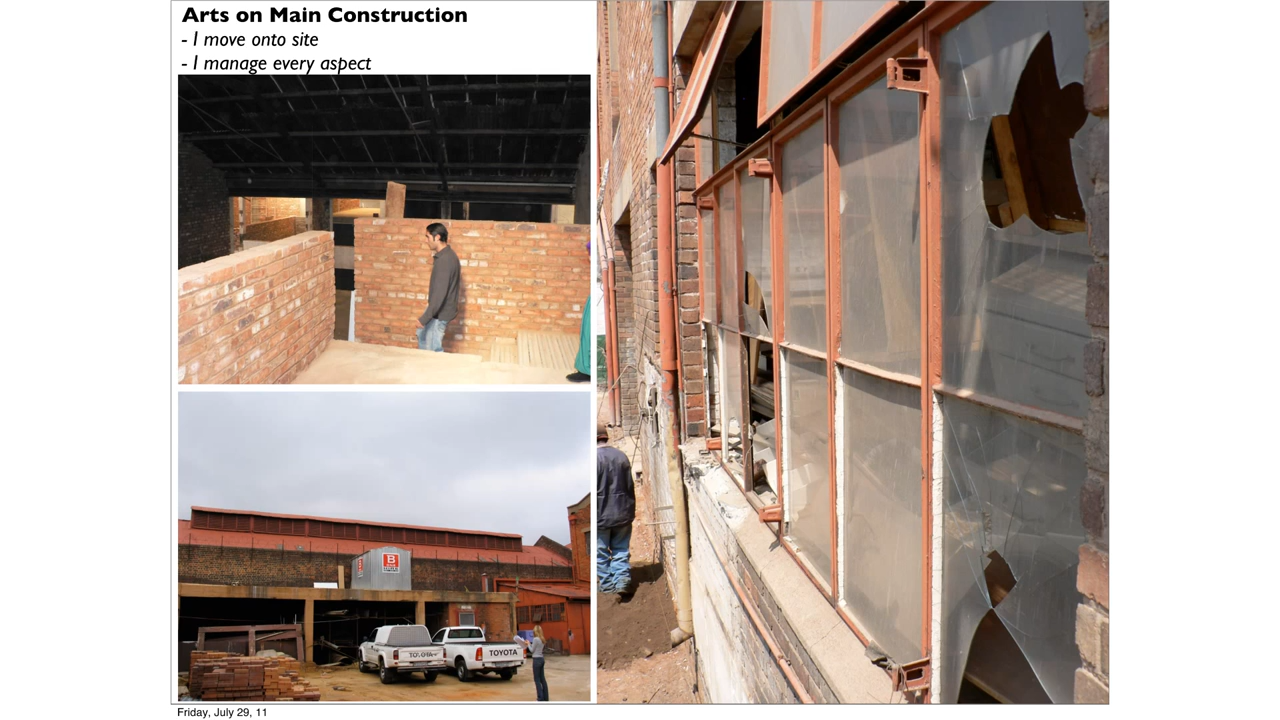 Arts on Main Construction
- I move onto site
- I manage every aspect
B
TOYOTA
TOYOTA
Friday, July 29, 11